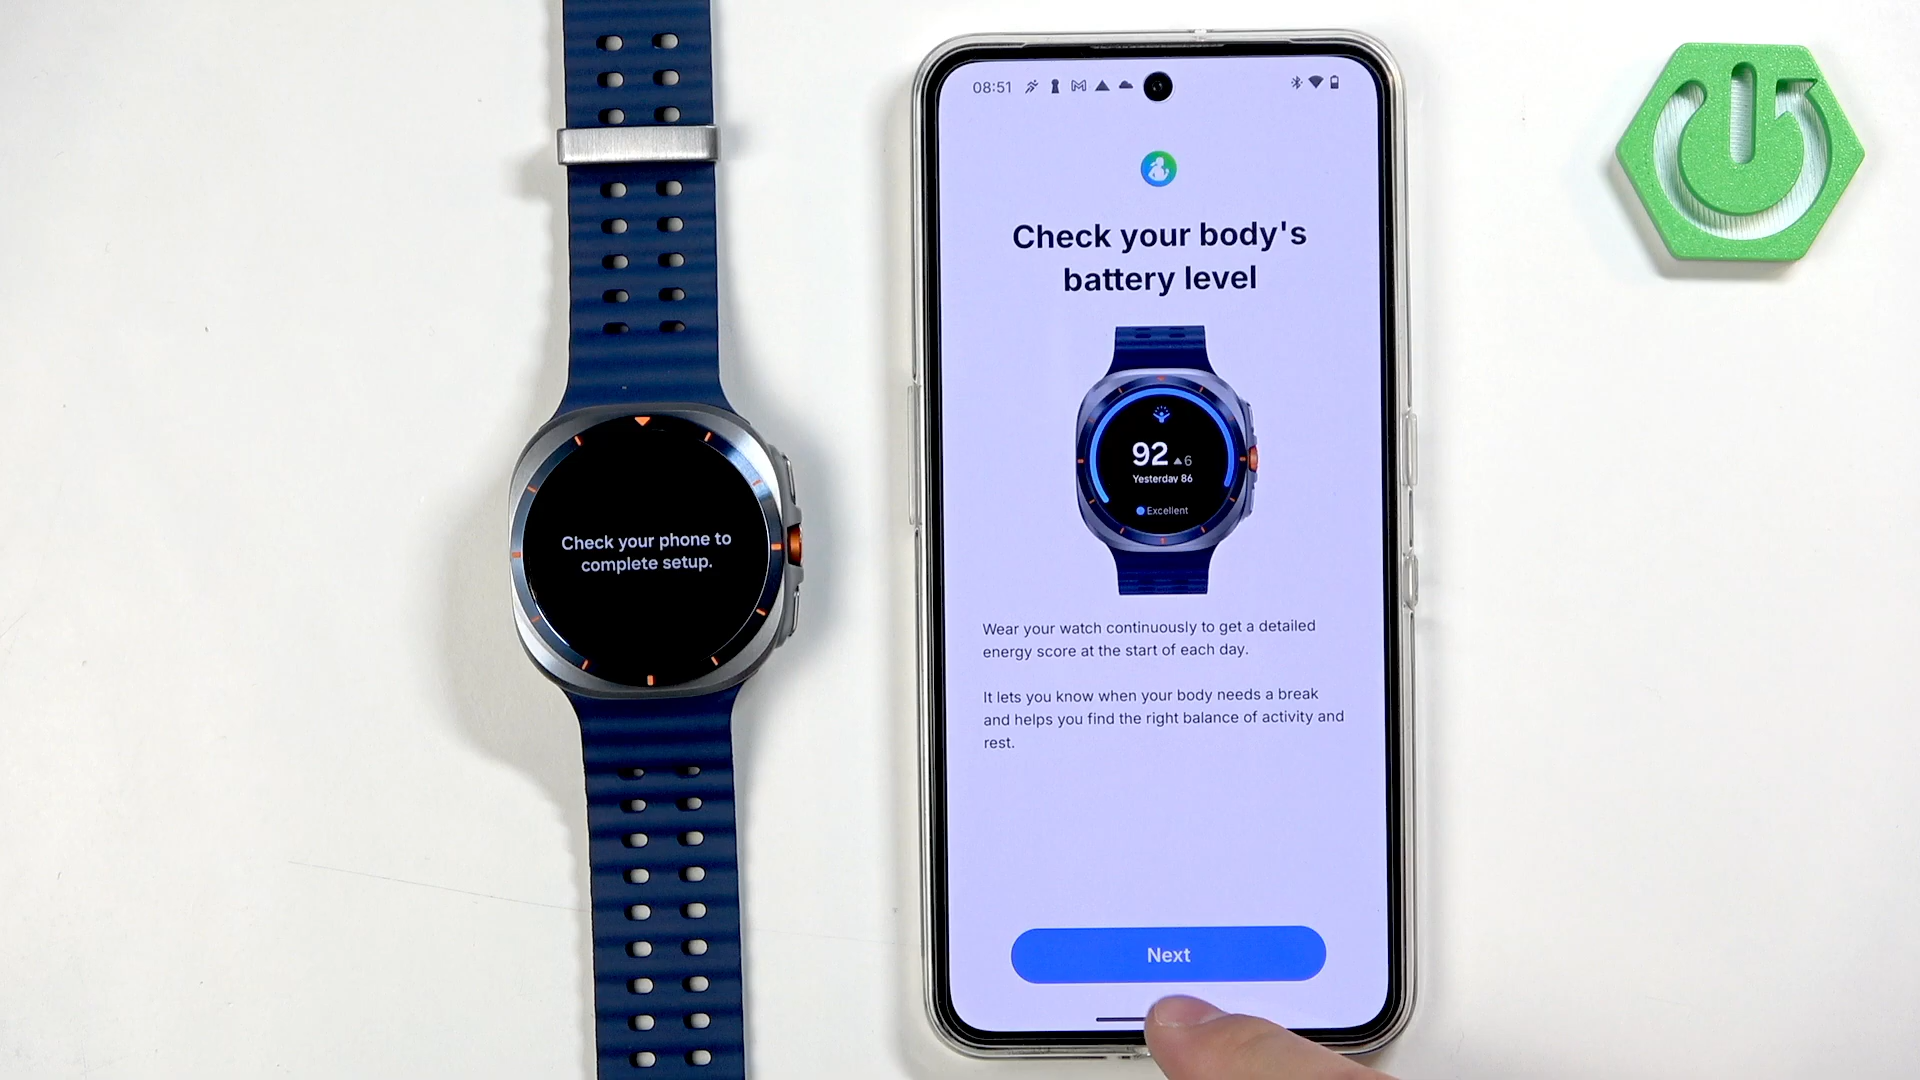 Check your phone to
complete setup.
08:51
Check your body's
battery level
92 ▲6
Yesterday 86
Excellent
Wear your watch continuously to get a detailed
energy score at the start of each day.
It lets you know when your body needs a break
and helps you find the right balance of activity and
rest.
Next